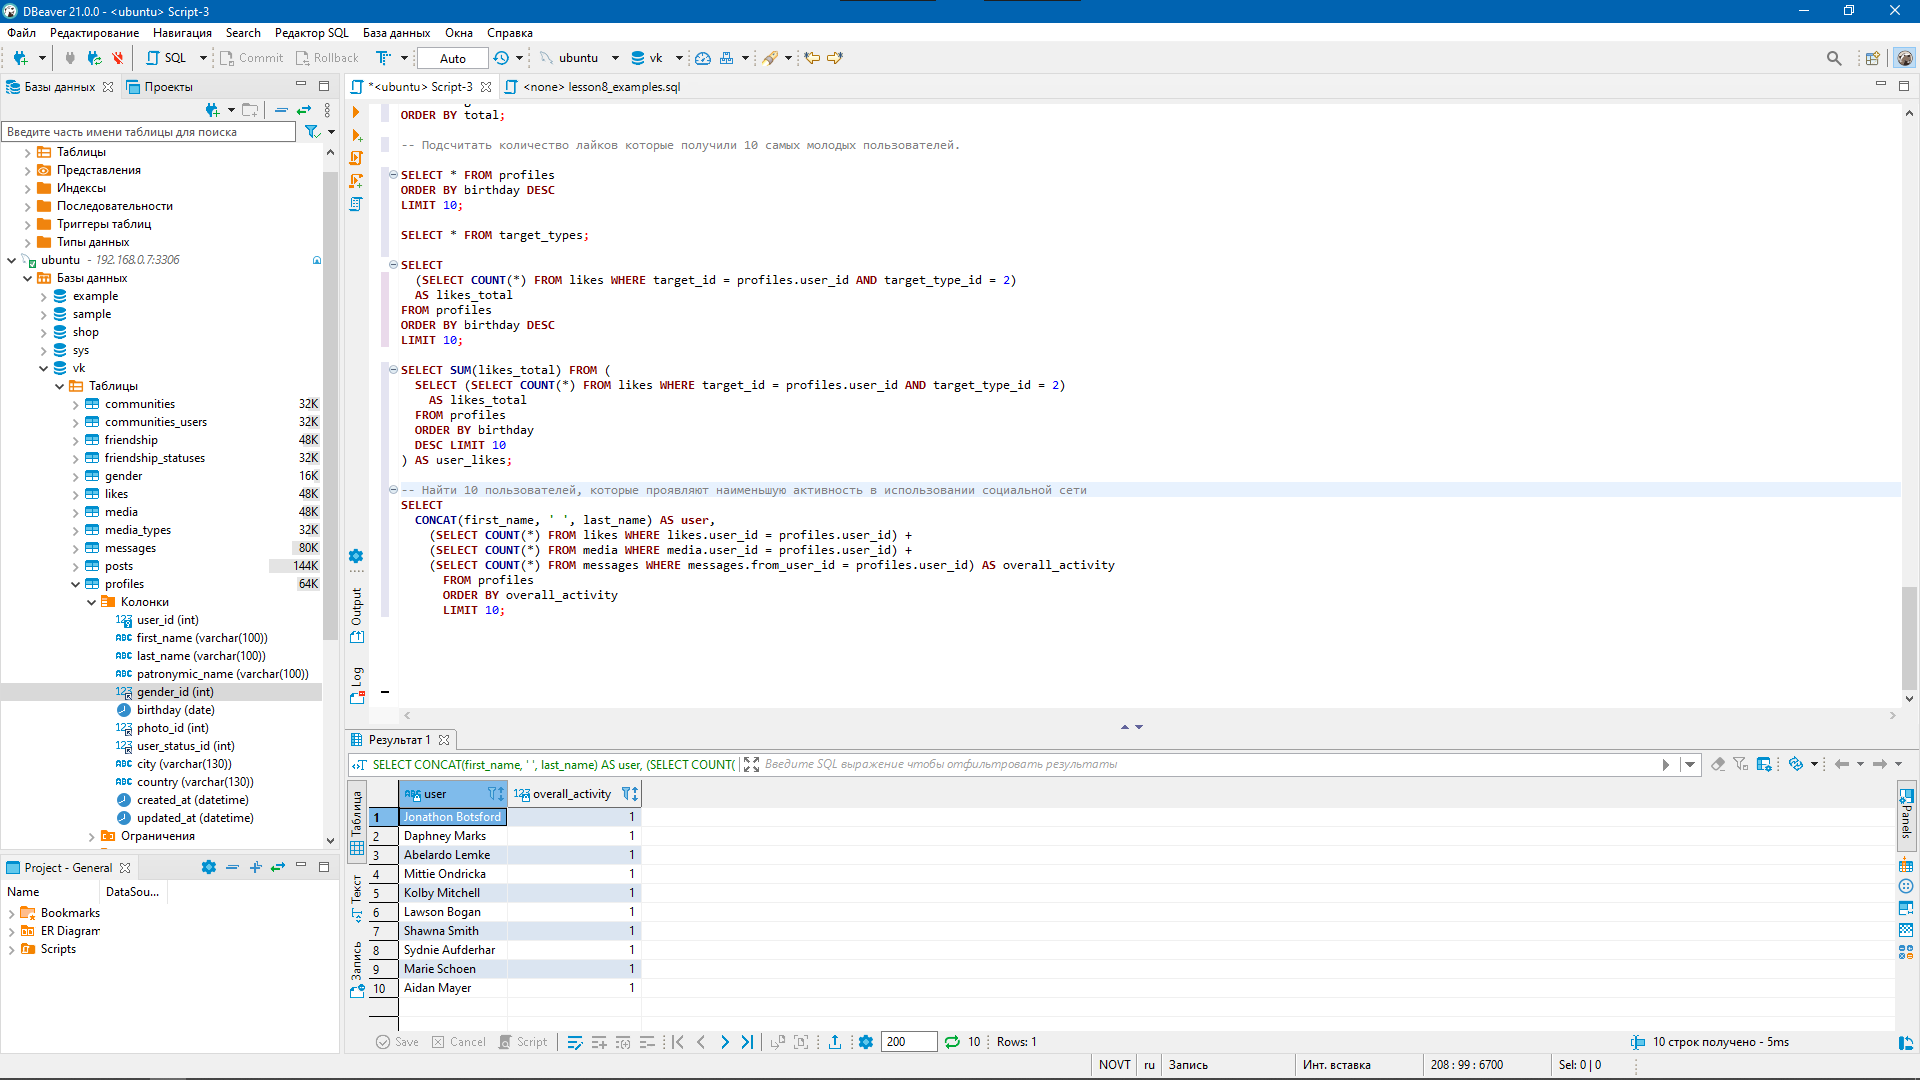 DBeaver 21.0.0 - <ubuntu> Script-3
Файл Редактирование Навигация Search Редактор SQL База данных Окна Справка
SQL Commit Rollback Auto ubuntu vk
Базы данных Проекты
Введите часть имени таблицы для поиска
Таблицы
Представления
Индексы
Последовательности
Триггеры таблиц
Типы данных
ubuntu - 192.168.0.7:3306
Базы данных
example
sample
shop
sys
vk
Таблицы
communities 32K
communities_users 32K
friendship 48K
friendship_statuses 32K
gender 16K
likes 48K
media 48K
media_types 32K
messages 80K
posts 144K
profiles 64K
Колонки
user_id (int)
first_name (varchar(100))
last_name (varchar(100))
patronymic_name (varchar(100))
gender_id (int)
birthday (date)
photo_id (int)
user_status_id (int)
city (varchar(130))
country (varchar(130))
created_at (datetime)
updated_at (datetime)
Ограничения
Project - General
Name DataSou...
Bookmarks
ER Diagram
Scripts
*<ubuntu> Script-3 <none> lesson8_examples.sql
ORDER BY total;
-- Подсчитать количество лайков которые получили 10 самых молодых пользователей.
SELECT * FROM profiles
ORDER BY birthday DESC
LIMIT 10;
SELECT * FROM target_types;
SELECT
(SELECT COUNT(*) FROM likes WHERE target_id = profiles.user_id AND target_type_id = 2)
AS likes_total
FROM profiles
ORDER BY birthday DESC
LIMIT 10;
SELECT SUM(likes_total) FROM (
SELECT (SELECT COUNT(*) FROM likes WHERE target_id = profiles.user_id AND target_type_id = 2)
AS likes_total
FROM profiles
ORDER BY birthday
DESC LIMIT 10
) AS user_likes;
-- Найти 10 пользователей, которые проявляют наименьшую активность в использовании социальной сети
SELECT
CONCAT(first_name, ' ', last_name) AS user,
(SELECT COUNT(*) FROM likes WHERE likes.user_id = profiles.user_id) +
(SELECT COUNT(*) FROM media WHERE media.user_id = profiles.user_id) +
(SELECT COUNT(*) FROM messages WHERE messages.from_user_id = profiles.user_id) AS overall_activity
FROM profiles
ORDER BY overall_activity
LIMIT 10;
Output
Log
Результат 1
SELECT CONCAT(first_name, ' ', last_name) AS user, (SELECT COUNT( Введите SQL выражение чтобы отфильтровать результаты
Таблица
Текст
Запись
Panels
user overall_activity
1 Jonathon Botsford 1
2 Daphney Marks 1
3 Abelardo Lemke 1
4 Mittie Ondricka 1
5 Kolby Mitchell 1
6 Lawson Bogan 1
7 Shawna Smith 1
8 Sydnie Aufderhar 1
9 Marie Schoen 1
10 Aidan Mayer 1
Save Cancel Script 200 10 Rows: 1 10 строк получено - 5ms
NOVT ru Запись Инт. вставка 208 : 99 : 6700 Sel: 0 | 0